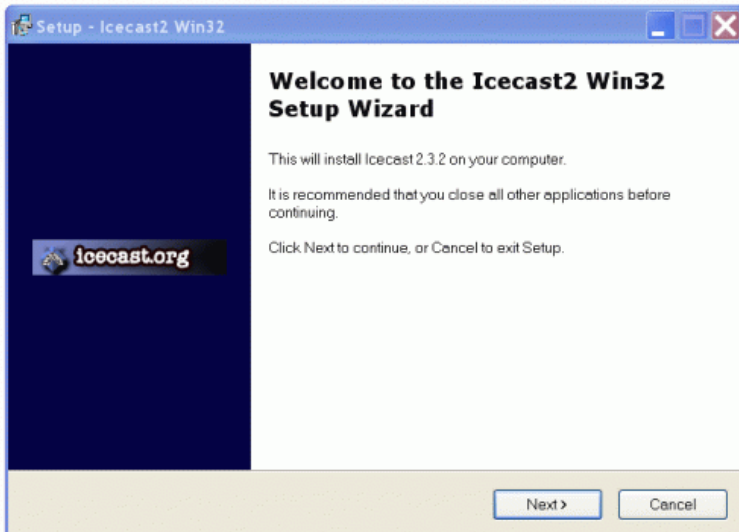 Setup - Icecast2 Win32
Welcome to the Icecast2 Win32
Setup Wizard
This will install Icecast 2.3.2 on your computer.
It is recommended that you close all other applications before
continuing.
Click Next to continue, or Cancel to exit Setup.
icecast.org
Next >
Cancel